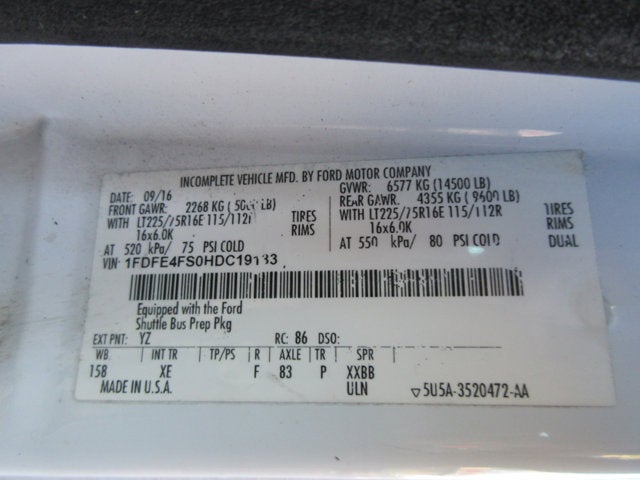 INCOMPLETE VEHICLE MFD. BY FORD MOTOR COMPANY
DATE: 09/16 GVWR: 6577 KG (14500 LB)
FRONT GAWR: 2268 KG ( LB) REAR GAWR: 4355 KG (9600 LB)
WITH LT225/75R16E 115/112R TIRES WITH LT225/75R16E 115/112R TIRES
16x6.0K RIMS 16x6.0K RIMS
AT 520 kPa/ 75 PSI COLD AT 550 kPa/ 80 PSI COLD DUAL
VIN:
Equipped with the Ford
Shuttle Bus Prep Pkg
EXT PNT: YZ RC: 86 DSO:
WB INT TR TP/PS R AXLE TR SPR
158 XE F 83 P XXBB
MADE IN U.S.A. ULN ▽5U5A-3520472-AA